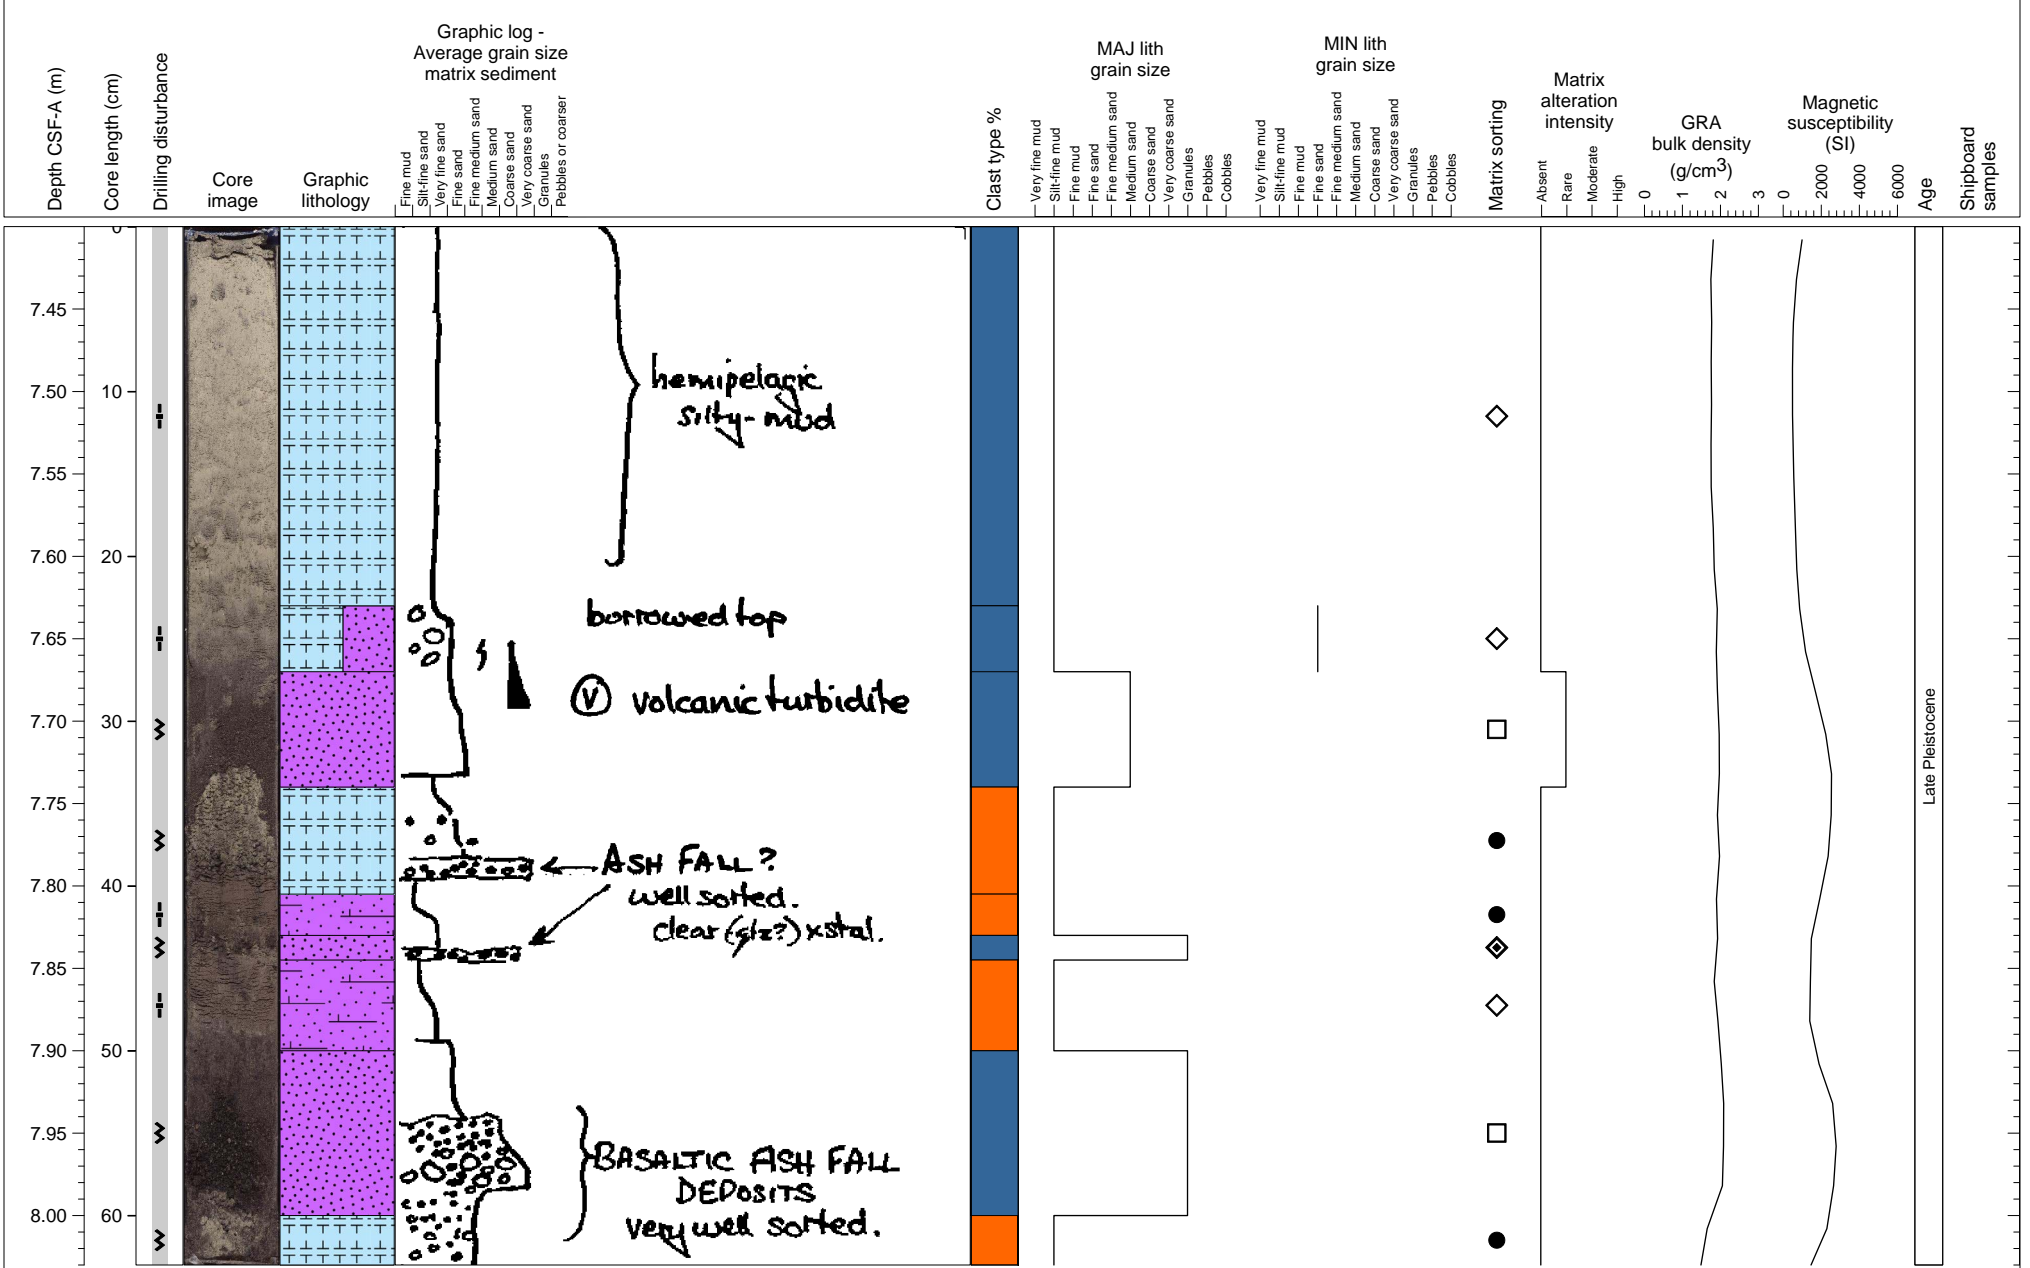 Graphic log -
Average grain size
matrix sediment
MAJ lith
grain size
MIN lith
grain size
Matrix
alteration
intensity
GRA
bulk density
(g/cm3)
Magnetic
susceptibility
(SI)
Depth CSF-A (m)
Core length (cm)
Drilling disturbance
Core
image
Graphic
lithology
Fine mud
Silt-fine sand
Very fine sand
Fine sand
Fine medium sand
Medium sand
Coarse sand
Very coarse sand
Granules
Pebbles or coarser
Clast type %
Very fine mud
Silt-fine mud
Fine mud
Fine sand
Fine medium sand
Medium sand
Coarse sand
Very coarse sand
Granules
Pebbles
Cobbles
Very fine mud
Silt-fine mud
Fine mud
Fine sand
Fine medium sand
Medium sand
Coarse sand
Very coarse sand
Granules
Pebbles
Cobbles
Matrix sorting
Absent
Rare
Moderate
High
0 1 2 3
0 2000 4000 6000
Age
Shipboard
samples
0
7.45
7.50 10
hemipelagic
silty-mud
7.55
7.60 20
borrowed top
7.65
V volcanic turbidite
7.70 30
Late Pleistocene
7.75
ASH FALL?
7.80 40
well sorted.
clear (qlz?) xstal.
7.85
7.90 50
7.95
BASALTIC ASH FALL
DEPOSITS
8.00 60
very well sorted.